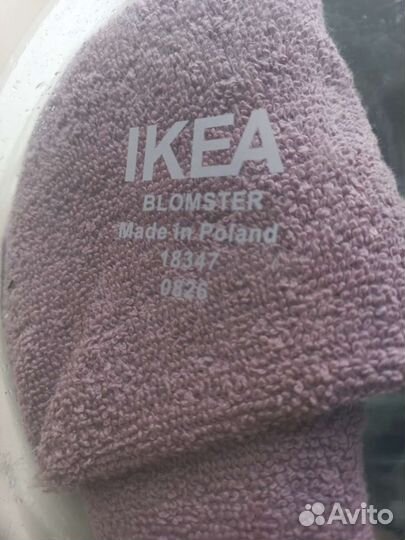 IKEA
BLOMSTER
Made in Poland
18347
0826
Avito